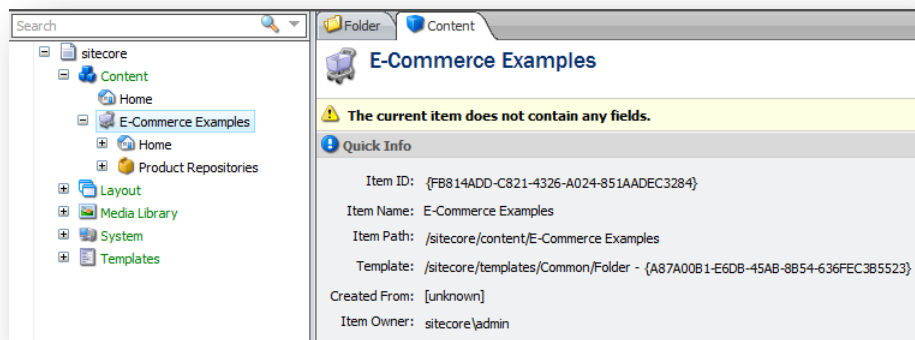 Search
sitecore
Content
Home
E-Commerce Examples
Home
Product Repositories
Layout
Media Library
System
Templates
Folder
Content
E-Commerce Examples
The current item does not contain any fields.
Quick Info
Item ID: {FB814ADD-C821-4326-A024-851AADEC3284}
Item Name: E-Commerce Examples
Item Path: /sitecore/content/E-Commerce Examples
Template: /sitecore/templates/Common/Folder - {A87A00B1-E6DB-45AB-8B54-636FEC3B5523}
Created From: [unknown]
Item Owner: sitecore\admin